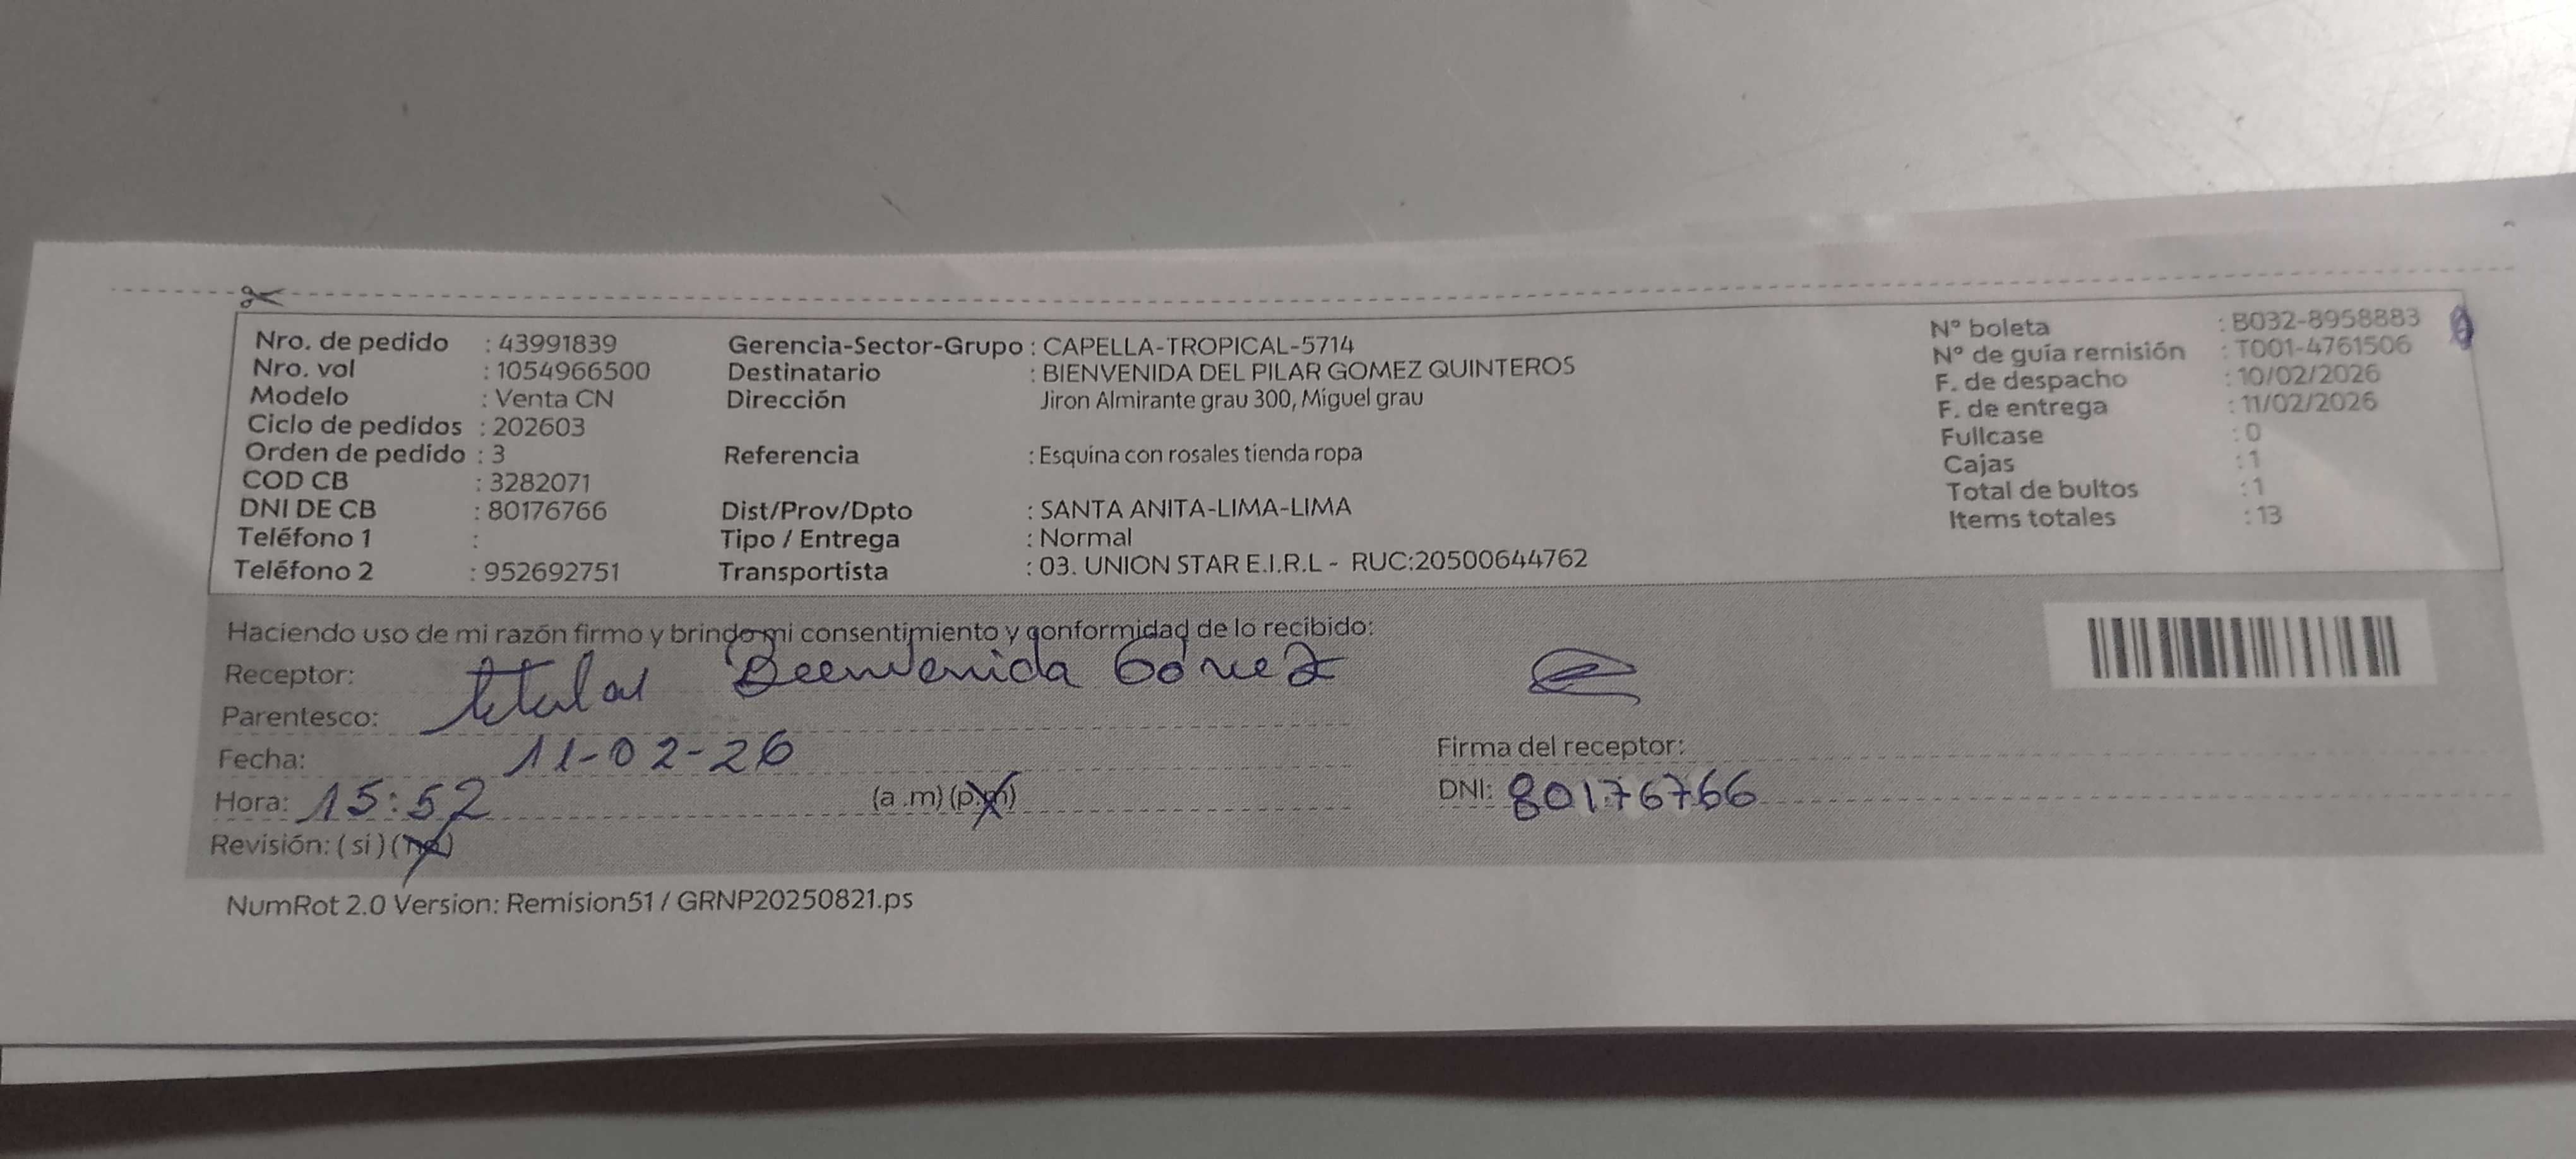 Nro. de pedido : 43991839
Nro. vol : 1054966500
Modelo : Venta CN
Ciclo de pedidos : 202603
Orden de pedido : 3
COD CB : 3282071
DNI DE CB : 80176766
Teléfono 1 :
Teléfono 2 : 952692751
Gerencia-Sector-Grupo : CAPELLA-TROPICAL-5714
Destinatario : BIENVENIDA DEL PILAR GOMEZ QUINTEROS
Dirección Jiron Almirante grau 300, Miguel grau
Referencia : Esquina con rosales tienda ropa
Dist/Prov/Dpto : SANTA ANITA-LIMA-LIMA
Tipo / Entrega : Normal
Transportista : 03. UNION STAR E.I.R.L - RUC:20500644762
N° boleta : B032-8958883
N° de guía remisión : T001-4761506
F. de despacho : 10/02/2026
F. de entrega : 11/02/2026
Fullcase : 0
Cajas : 1
Total de bultos : 1
Items totales : 13
Haciendo uso de mi razón firmo y brindo mi consentimiento y conformidad de lo recibido:
Receptor: Beenvenida Gómez
Parentesco: titular
Fecha: 11-02-26
Hora: 15:52 (a .m) (p.m)
Revisión: ( si ) (no)
Firma del receptor:
DNI: 80176766
NumRot 2.0 Version: Remision51 / GRNP20250821.ps